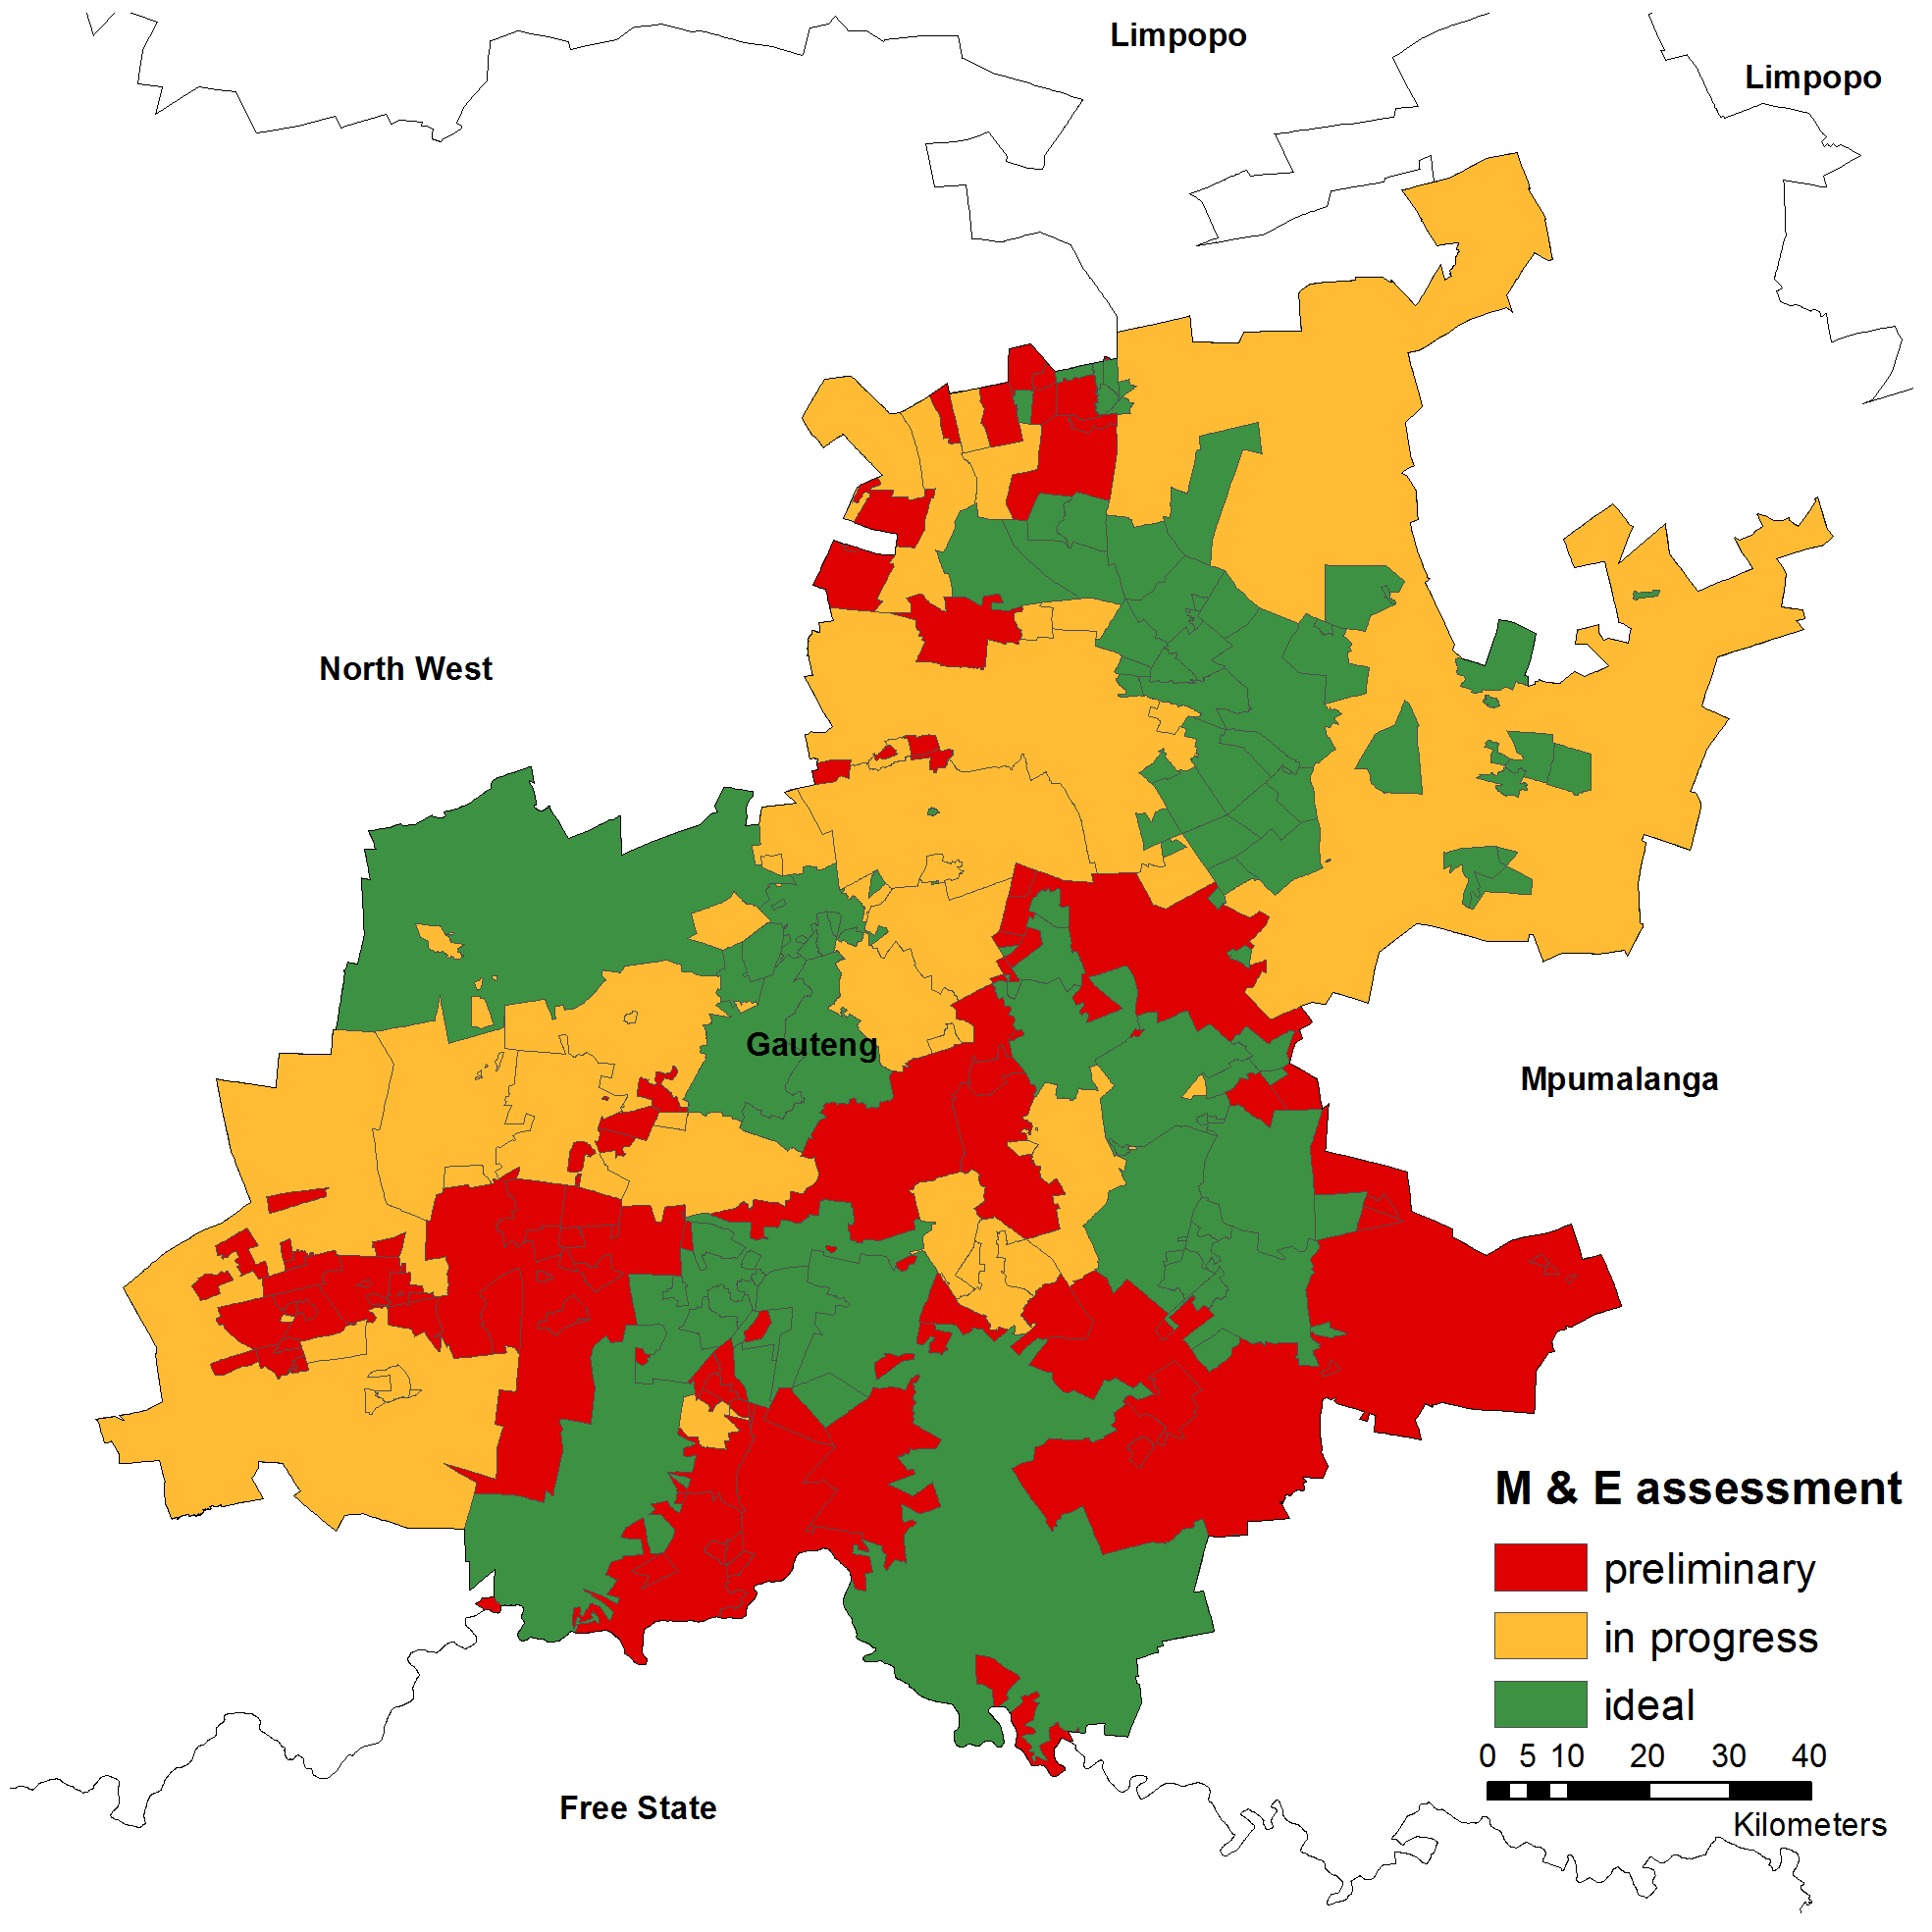 Limpopo
Limpopo
North West
Gauteng
Mpumalanga
M & E assessment
preliminary
in progress
ideal
0 5 10 20 30 40
Kilometers
Free State